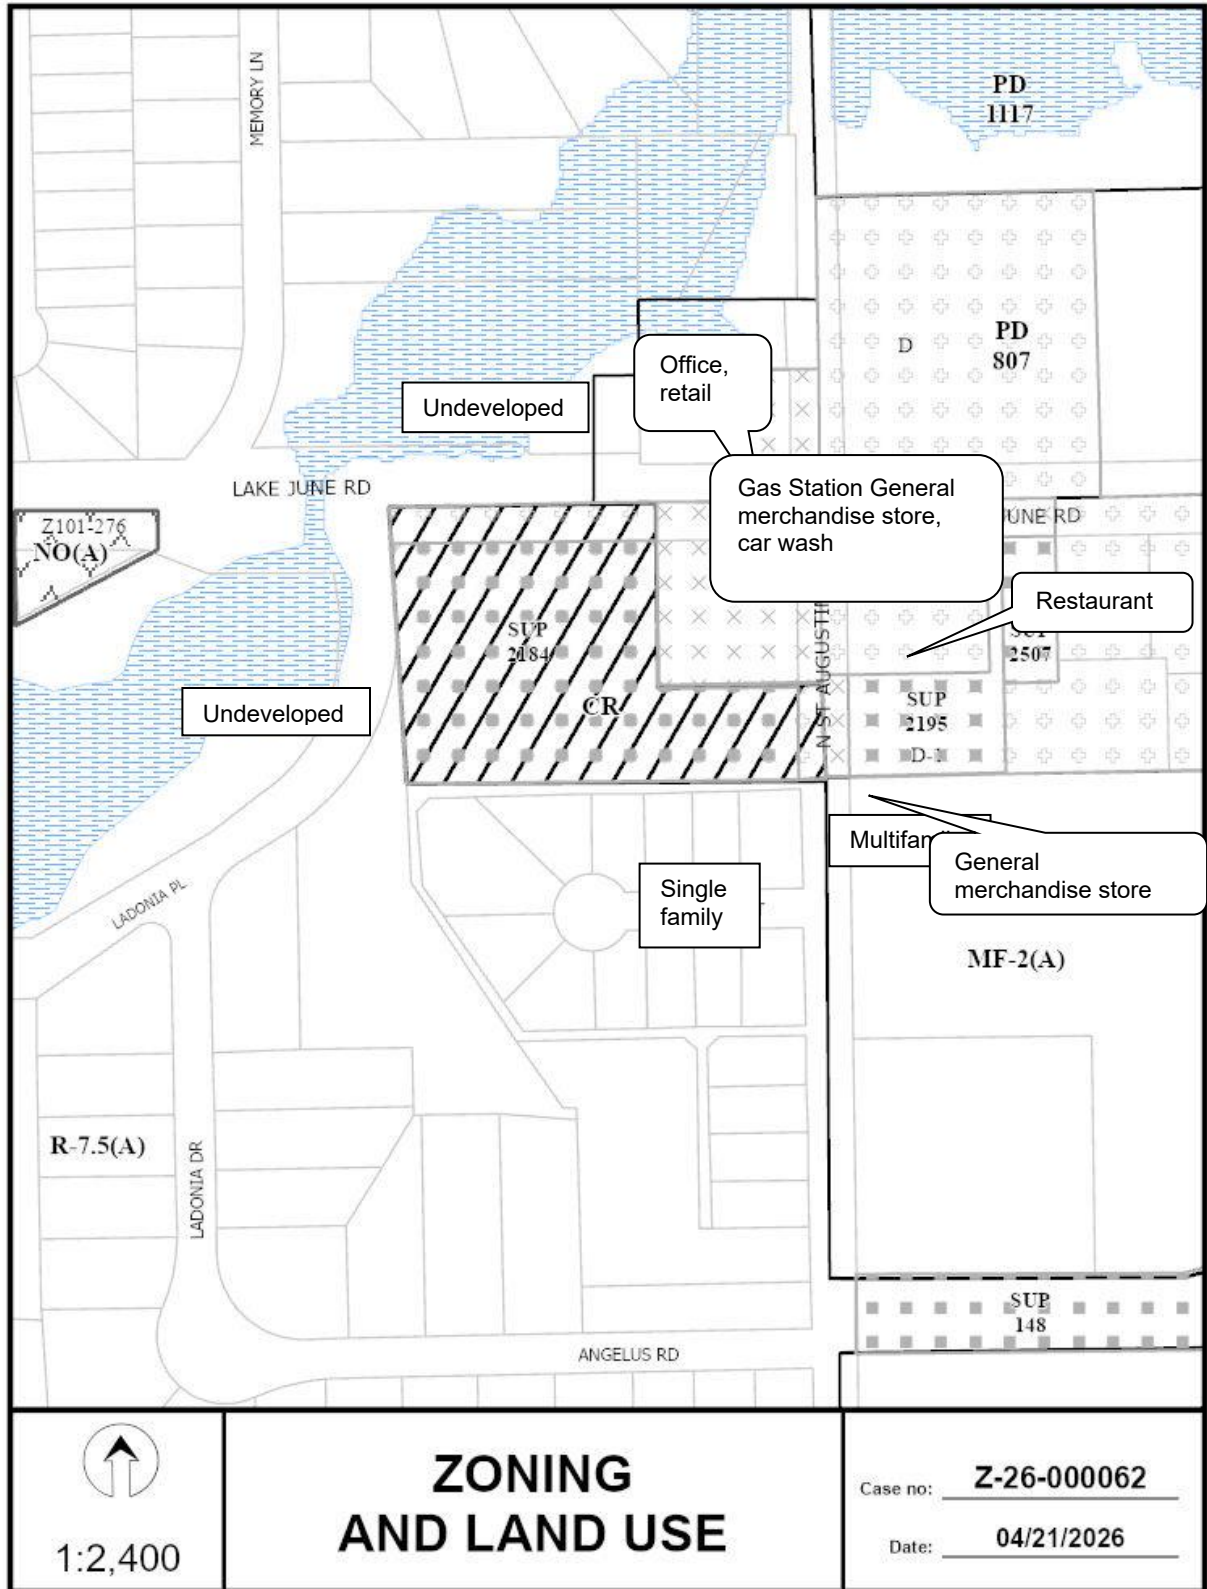 MEMORY LN
PD
1117
PD
807
D
Office,
retail
Undeveloped
LAKE JUNE RD
Gas Station General
merchandise store,
car wash
JUNE RD
Z101-276
NO(A)
Restaurant
SUP
2184
2507
Undeveloped
CR
N ST AUGUSTIN
SUP
2195
D-1
Multifam
General
merchandise store
Single
family
LADONIA PL
MF-2(A)
R-7.5(A)
LADONIA DR
SUP
148
ANGELUS RD
1:2,400
ZONING
AND LAND USE
Case no: Z-26-000062
Date: 04/21/2026